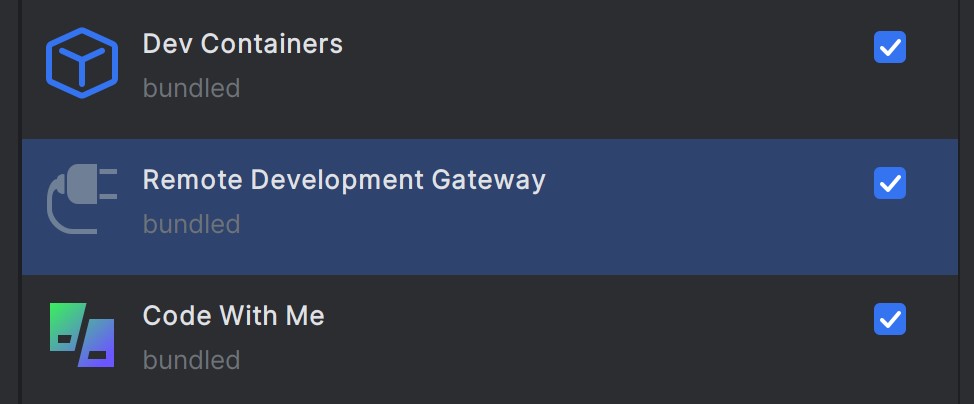 Dev Containers
bundled
Remote Development Gateway
bundled
Code With Me
bundled